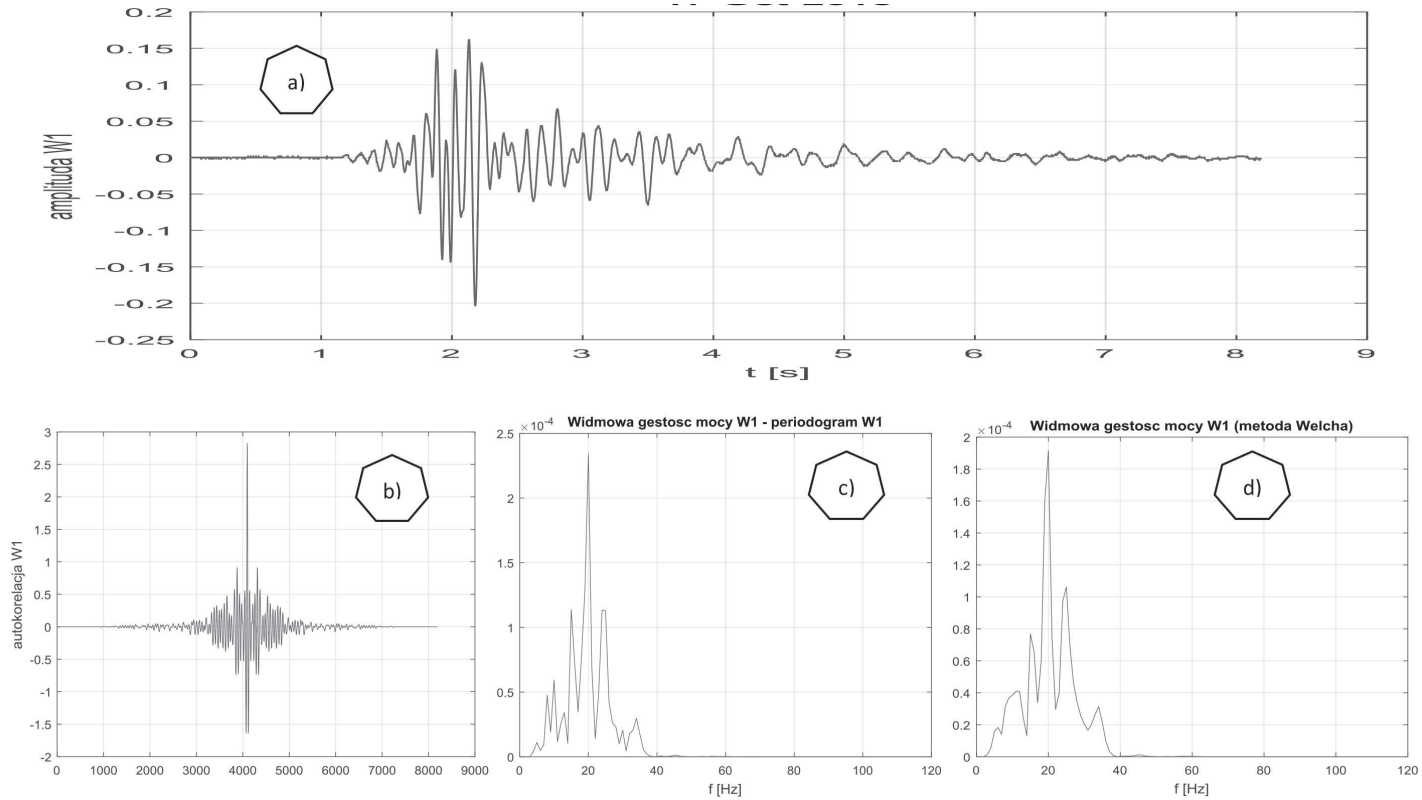 0.2
0.15
0.1
0.05
0
-0.05
-0.1
-0.15
-0.2
-0.25
amplituda W1
a)
0 1 2 3 4 5 6 7 8 9
t [s]
3
2.5
2
1.5
1
0.5
0
-0.5
-1
-1.5
-2
autokorelacja W1
b)
0 1000 2000 3000 4000 5000 6000 7000 8000 9000
Widmowa gestosc mocy W1 - periodogram W1
×10-4
2.5
2
1.5
1
0.5
0
c)
0 20 40 60 80 100 120
f [Hz]
Widmowa gestosc mocy W1 (metoda Welcha)
×10-4
2
1.8
1.6
1.4
1.2
1
0.8
0.6
0.4
0.2
0
d)
0 20 40 60 80 100 120
f [Hz]